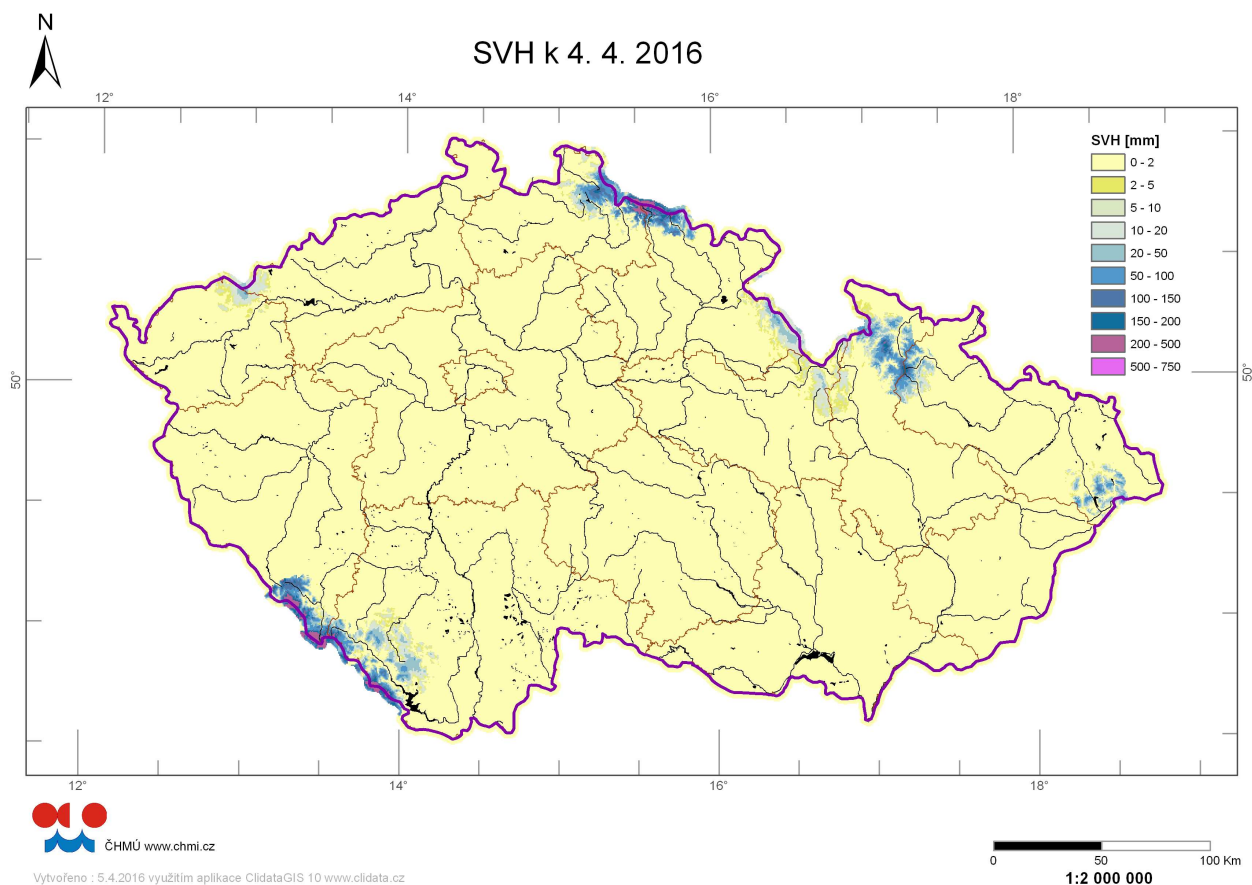 N
SVH k 4. 4. 2016
12° 14° 16° 18°
SVH [mm]
0 - 2
2 - 5
5 - 10
10 - 20
20 - 50
50 - 100
100 - 150
150 - 200
200 - 500
500 - 750
50° 50°
12° 14° 16° 18°
ČHMÚ www.chmi.cz
0 50 100 Km
1:2 000 000
Vytvořeno : 5.4.2016 využitím aplikace ClidataGIS 10 www.clidata.cz